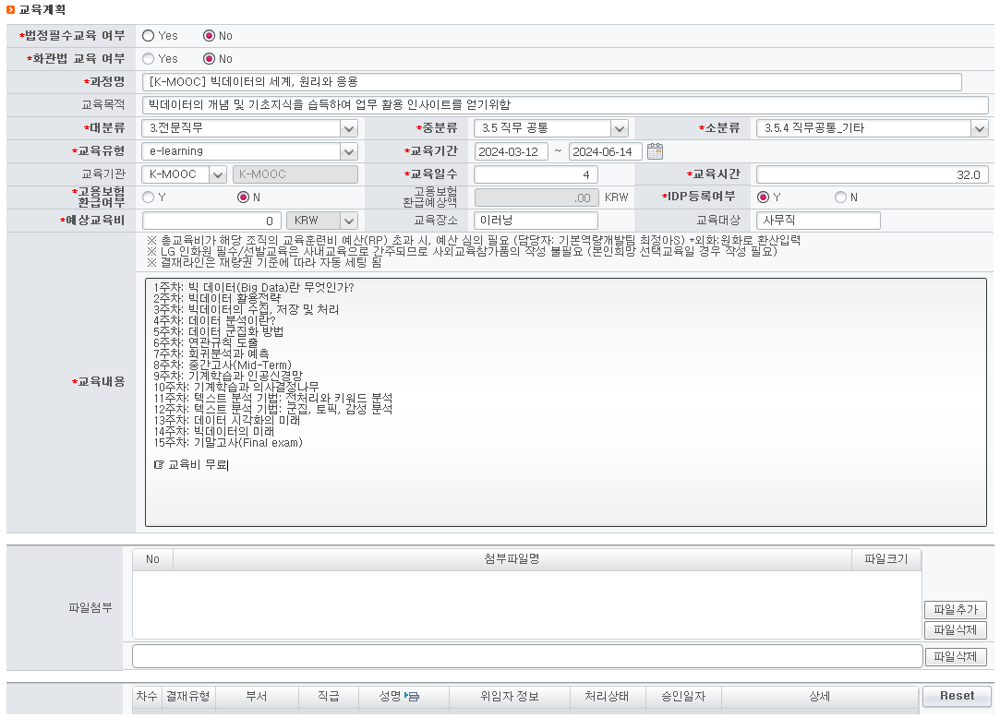 교육계획
*법정필수교육 여부 Yes No
*화관법 교육 여부 Yes No
*과정명 [K-MOOC] 빅데이터의 세계, 원리와 응용
교육목적 빅데이터의 개념 및 기초지식을 습득하여 업무 활용 인사이트를 얻기위함
*대분류 3.전문직무 *중분류 3.5 직무 공통 *소분류 3.5.4 직무공통_기타
*교육유형 e-learning *교육기간 2024-03-12 ~ 2024-06-14
교육기관 K-MOOC K-MOOC *교육일수 4 *교육시간 32.0
*고용보험 환급여부 Y N 고용보험 환급예상액 .00 KRW *IDP등록여부 Y N
*예상교육비 0 KRW 교육장소 이러닝 교육대상 사무직
※ 총교육비가 해당 조직의 교육훈련비 예산(RP) 초과 시, 예산 심의 필요 (담당자: 기본역량개발팀 최정아S) *외화:원화로 환산입력
※ LG 인화원 필수/선발교육은 사내교육으로 간주되므로 사외교육참가품의 작성 불필요 (본인희망 선택교육일 경우 작성 필요)
※ 결재라인은 재량권 기준에 따라 자동 세팅 됨
*교육내용
1주차: 빅 데이터(Big Data)란 무엇인가?
2주차: 빅데이터 활용전략
3주차: 빅데이터의 수집, 저장 및 처리
4주차: 데이터 분석이란?
5주차: 데이터 군집화 방법
6주차: 연관규칙 도출
7주차: 회귀분석과 예측
8주차: 중간고사(Mid-Term)
9주차: 기계학습과 인공신경망
10주차: 기계학습과 의사결정나무
11주차: 텍스트 분석 기법: 전처리와 키워드 분석
12주차: 텍스트 분석 기법: 군집, 토픽, 감성 분석
13주차: 데이터 시각화의 미래
14주차: 빅데이터의 미래
15주차: 기말고사(Final exam)
☞ 교육비 무료
No 첨부파일명 파일크기
파일첨부
파일추가
파일삭제
파일삭제
차수 결재유형 부서 직급 성명 위임자 정보 처리상태 승인일자 상세 Reset